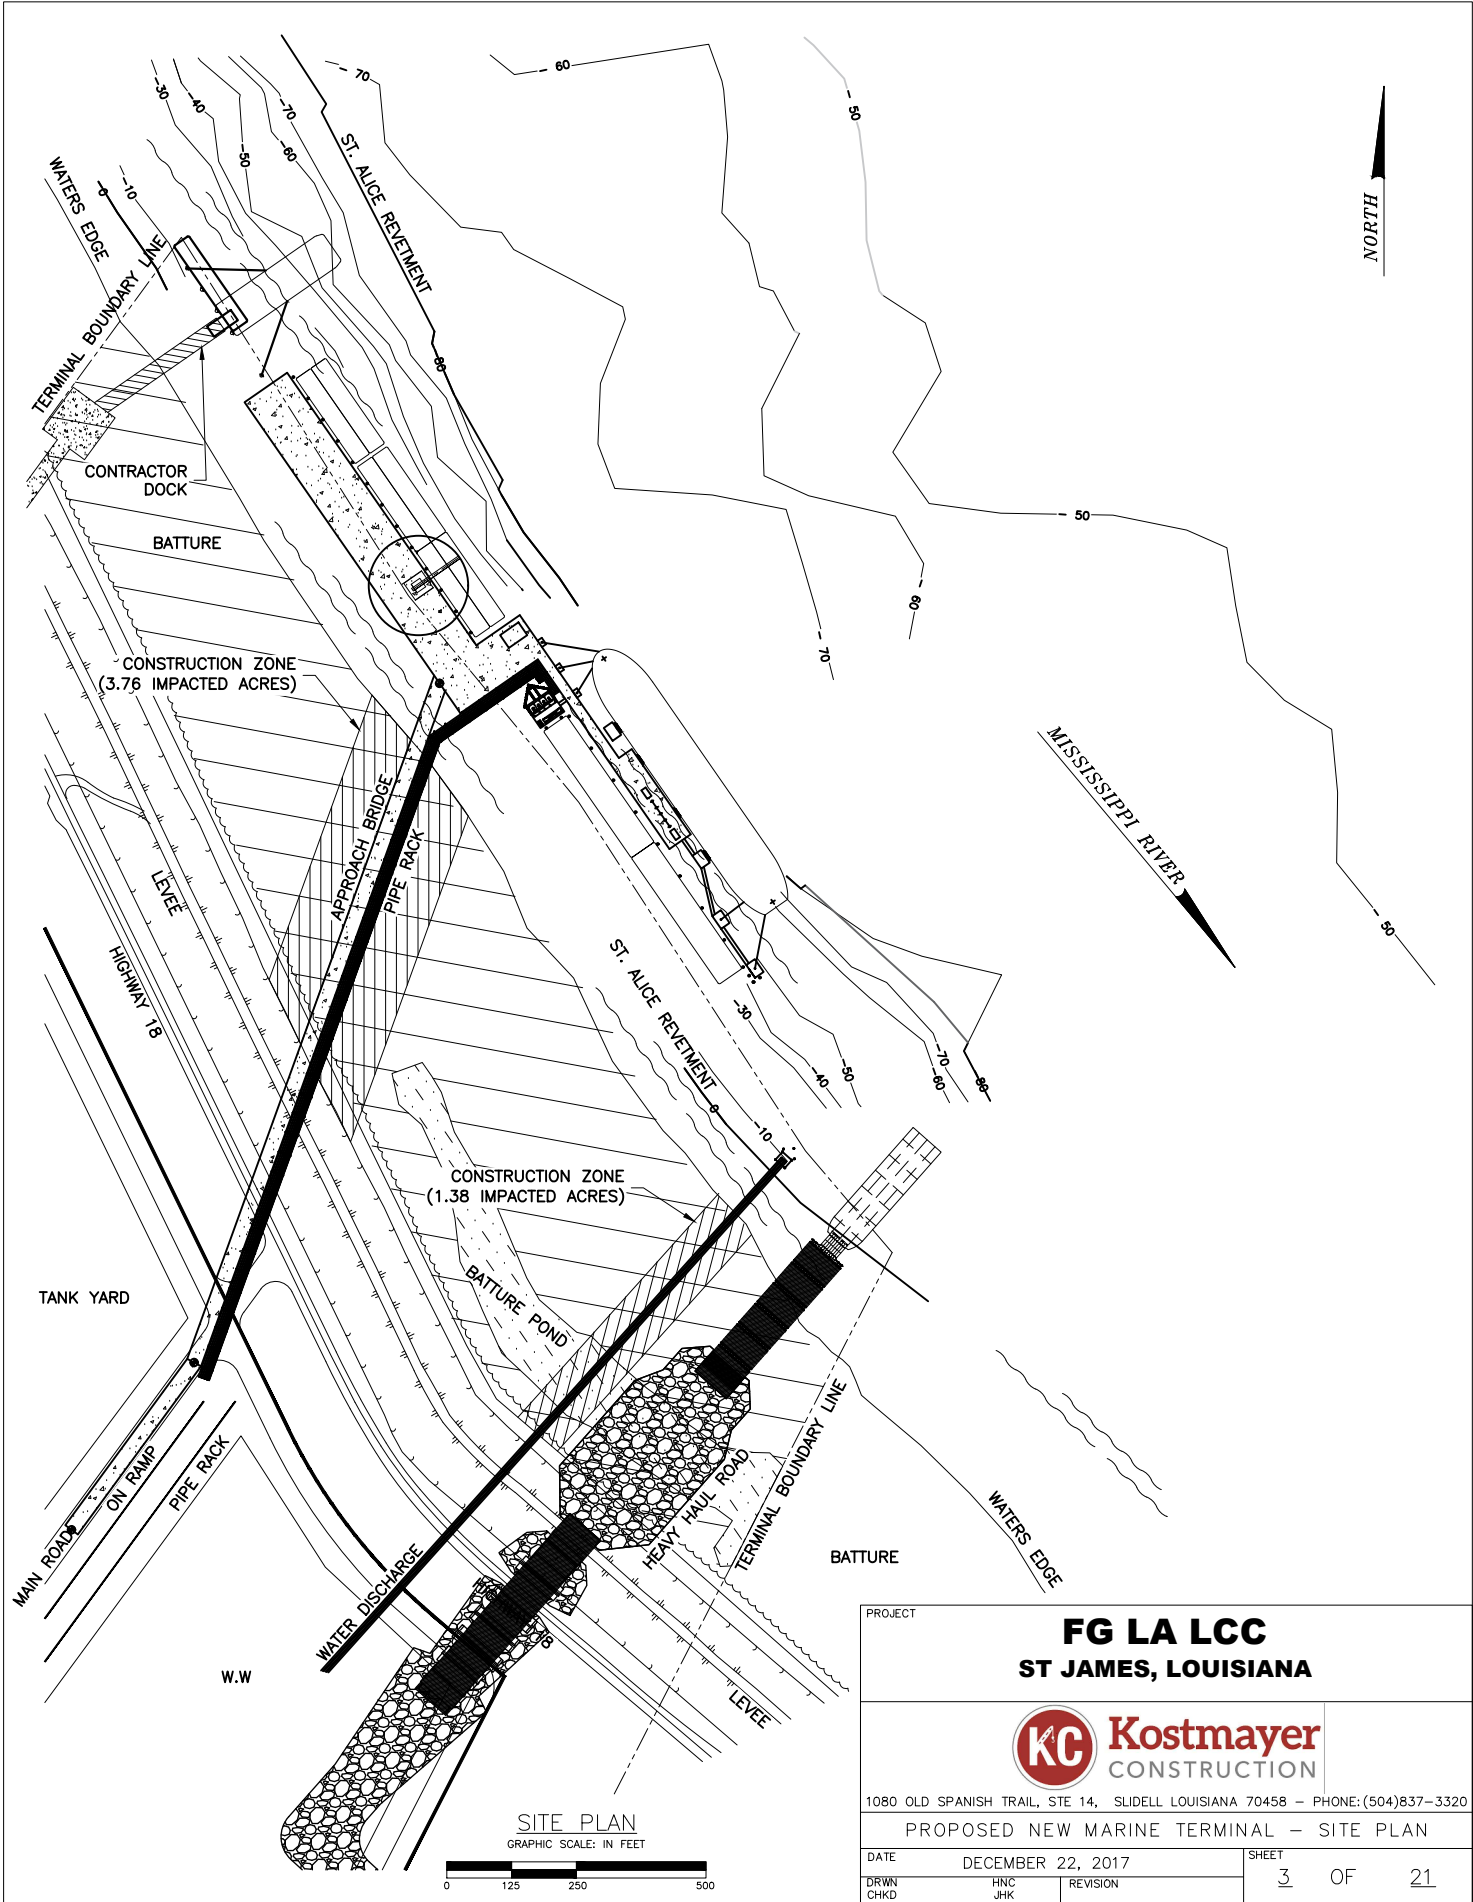 - 60
- 70
-30
-40
-50
-70
-60
- 50
WATERS EDGE
-0
-10
ST. ALICE REVETMENT
NORTH
TERMINAL BOUNDARY LINE
80
CONTRACTOR
DOCK
BATTURE
- 50
- 60
- 70
CONSTRUCTION ZONE
(3.76 IMPACTED ACRES)
MISSISSIPPI RIVER
APPROACH BRIDGE
PIPE RACK
LEVEE
HIGHWAY 18
- 50
ST. ALICE REVETMENT
-30
-40
-50
-70
-60
80
0
-10
CONSTRUCTION ZONE
(1.38 IMPACTED ACRES)
BATTURE POND
TANK YARD
MAIN ROAD
ON RAMP
PIPE RACK
WATER DISCHARGE
HEAVY HAUL ROAD
TERMINAL BOUNDARY LINE
WATERS EDGE
BATTURE
18
W.W
LEVEE
SITE PLAN
GRAPHIC SCALE: IN FEET
0 125 250 500
PROJECT
FG LA LCC
ST JAMES, LOUISIANA
KC Kostmayer
CONSTRUCTION
1080 OLD SPANISH TRAIL, STE 14, SLIDELL LOUISIANA 70458 - PHONE:(504)837-3320
PROPOSED NEW MARINE TERMINAL - SITE PLAN
DATE DECEMBER 22, 2017
SHEET 3 OF 21
DRWN HNC REVISION
CHKD JHK